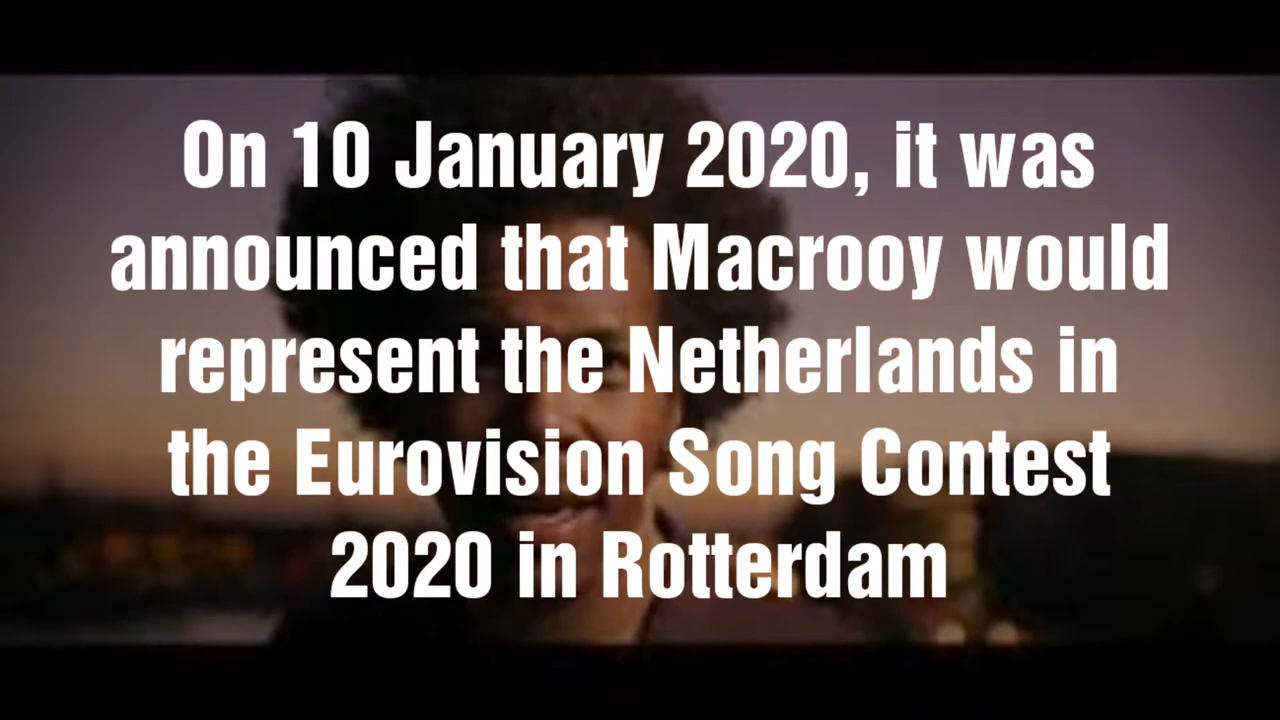 On 10 January 2020, it was
announced that Macrooy would
represent the Netherlands in
the Eurovision Song Contest
2020 in Rotterdam